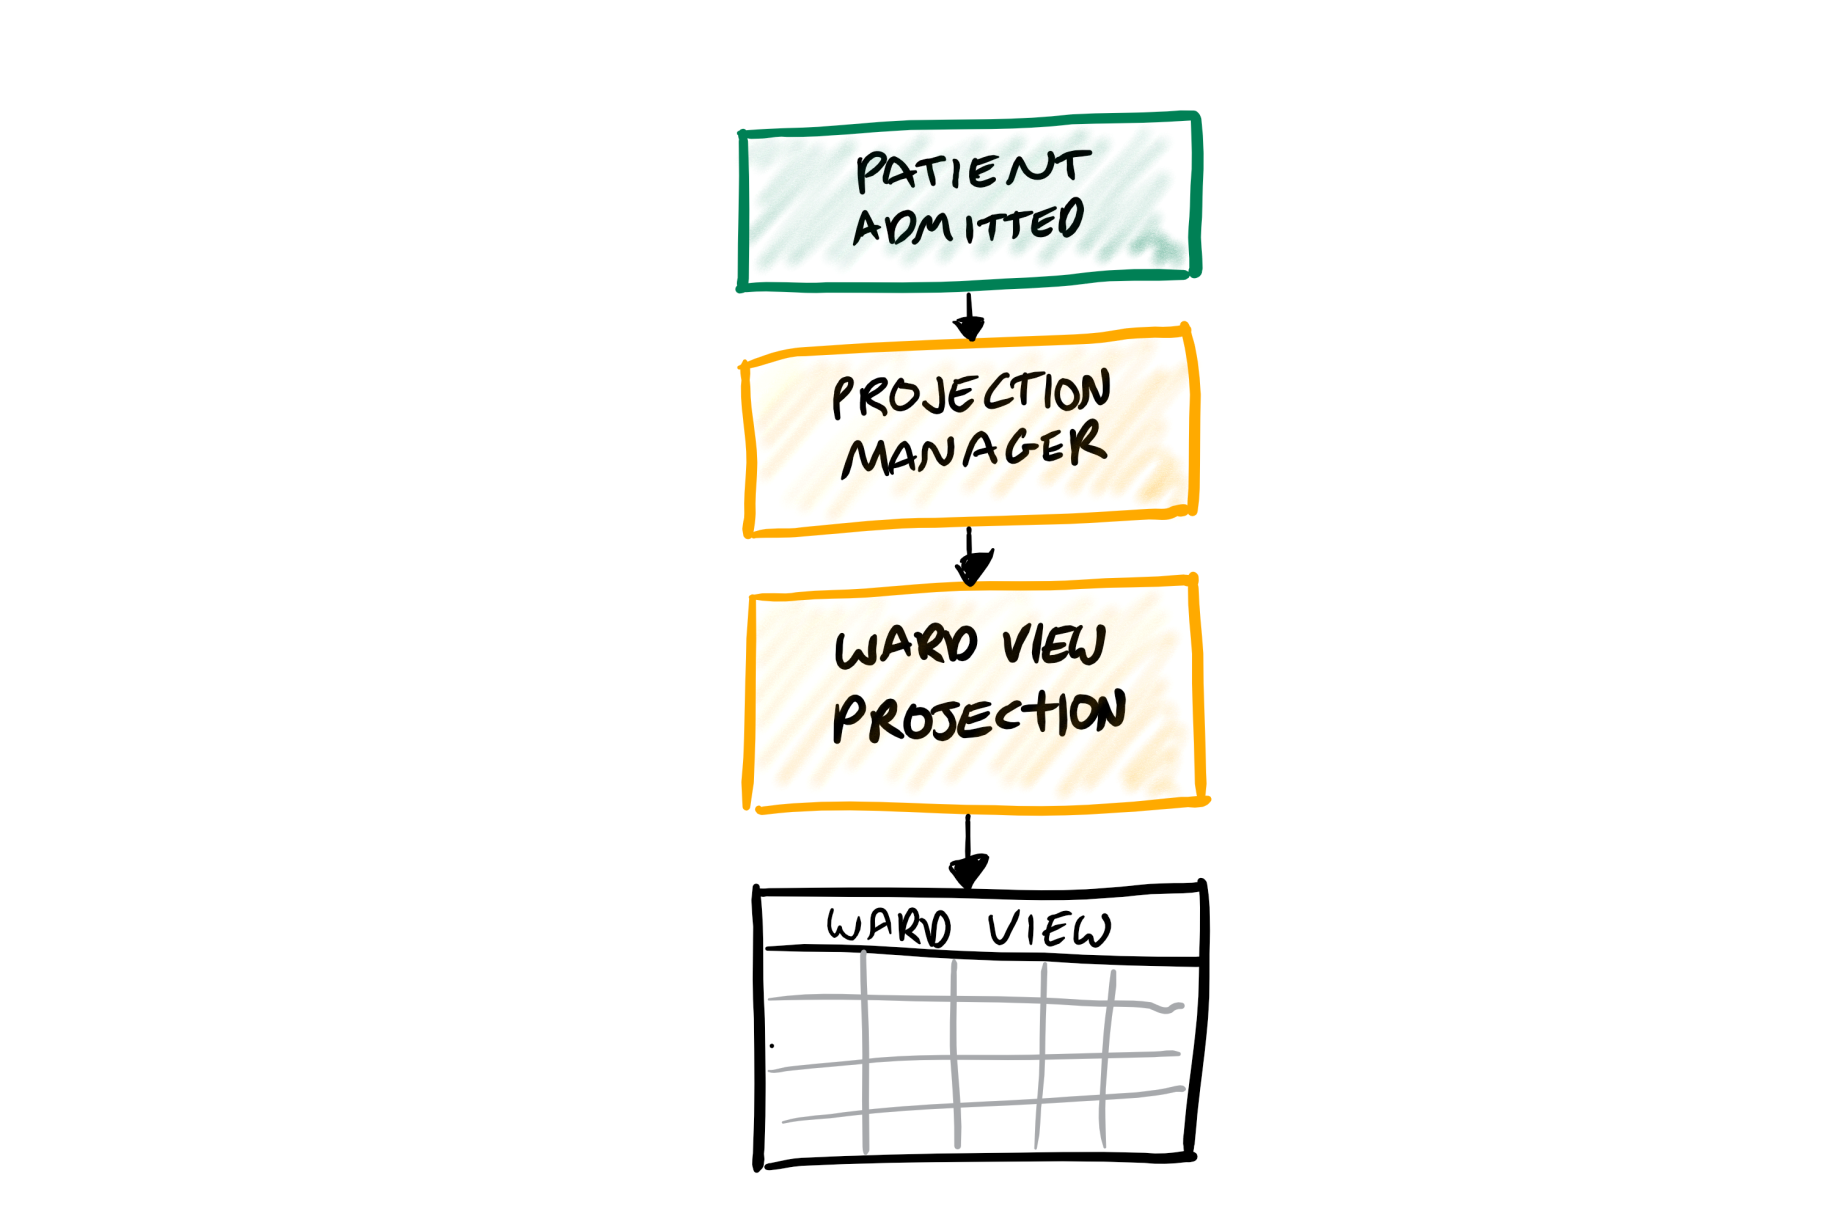 PATIENT
ADMITTED
PROJECTION
MANAGER
WARD VIEW
PROJECTION
WARD VIEW